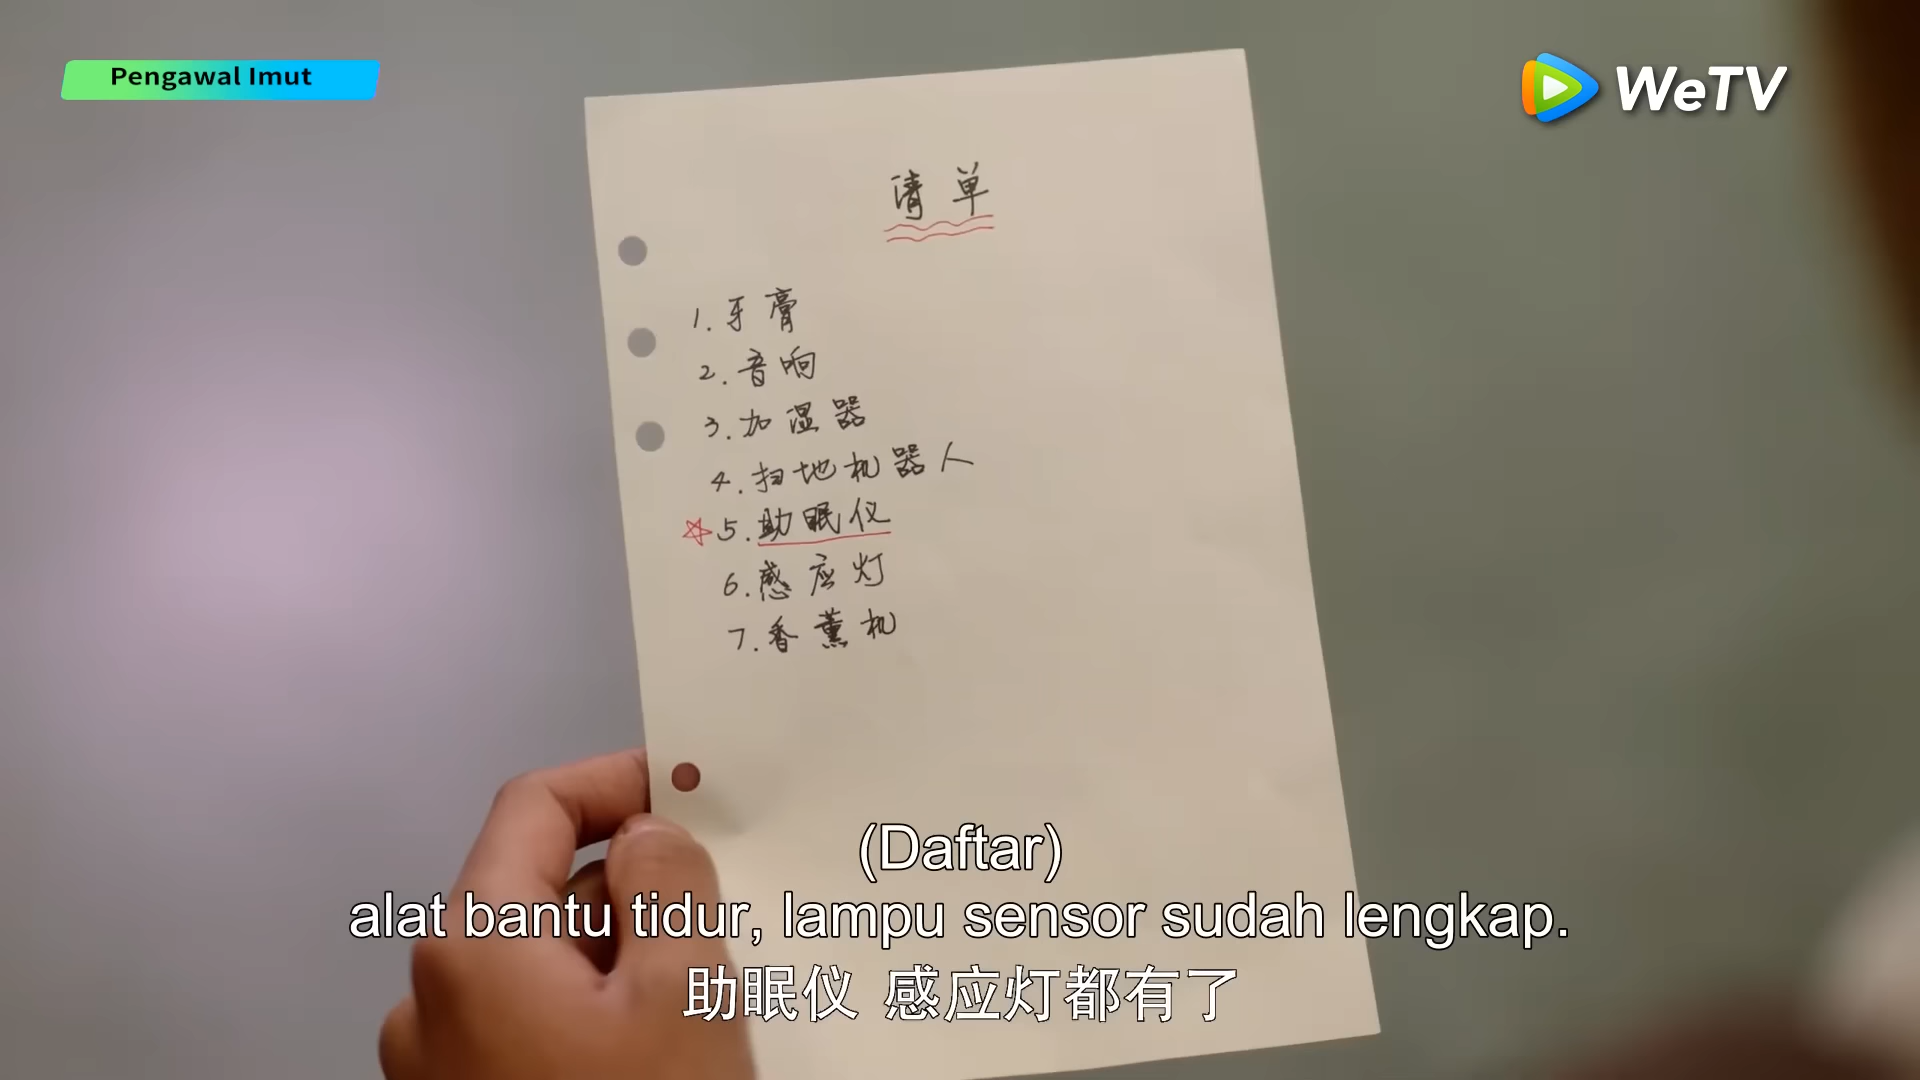 Pengawal Imut
WeTV
清单
1.牙膏
2.音响
3.加湿器
4.扫地机器人
5.助眠仪
6.感应灯
7.香薰机
(Daftar)
alat bantu tidur, lampu sensor sudah lengkap.
助眠仪 感应灯都有了